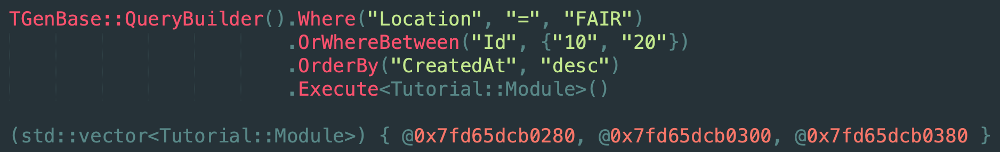 TGenBase::QueryBuilder().Where("Location", "=", "FAIR")
.OrWhereBetween("Id", {"10", "20"})
.OrderBy("CreatedAt", "desc")
.Execute<Tutorial::Module>()
(std::vector<Tutorial::Module>) { @0x7fd65dcb0280, @0x7fd65dcb0300, @0x7fd65dcb0380 }